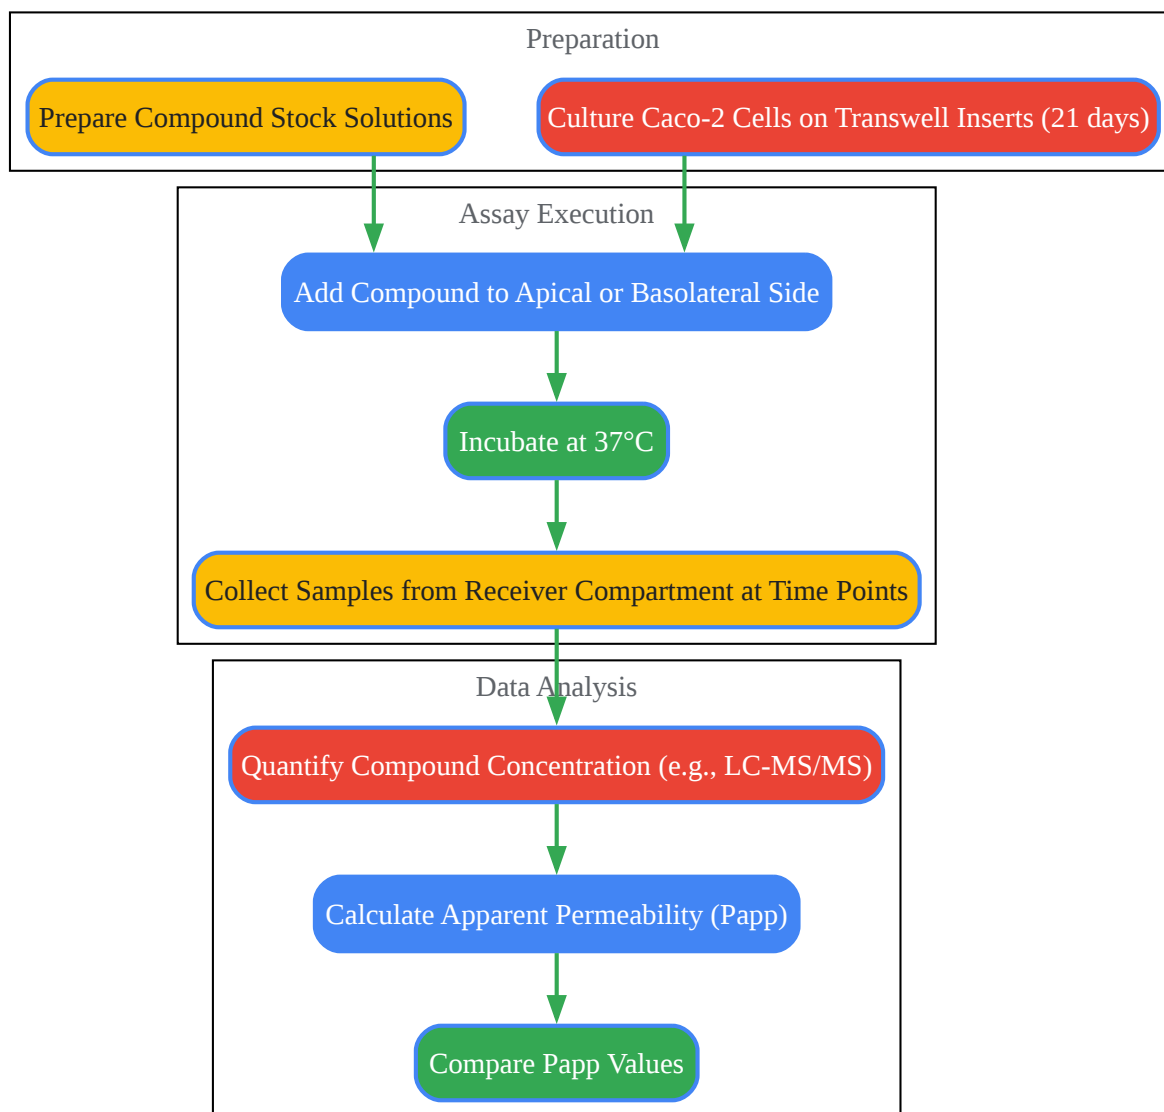 Preparation
Prepare Compound Stock Solutions
Culture Caco-2 Cells on Transwell Inserts (21 days)
Assay Execution
Add Compound to Apical or Basolateral Side
Incubate at 37°C
Collect Samples from Receiver Compartment at Time Points
Data Analysis
Quantify Compound Concentration (e.g., LC-MS/MS)
Calculate Apparent Permeability (Papp)
Compare Papp Values